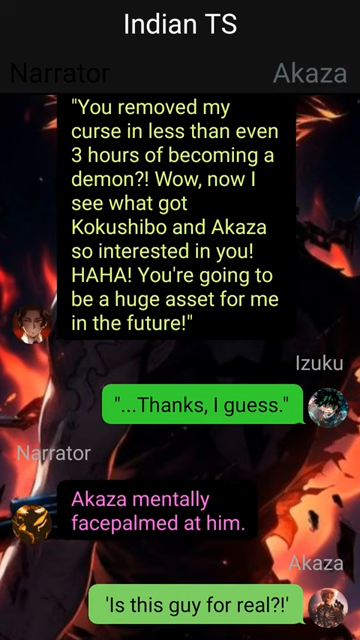 Indian TS
Narrator
Akaza
"You removed my
curse in less than even
3 hours of becoming a
demon?! Wow, now I
see what got
Kokushibo and Akaza
so interested in you!
HAHA! You're going to
be a huge asset for me
in the future!"
Izuku
"...Thanks, I guess."
Narrator
Akaza mentally
facepalmed at him.
Akaza
'Is this guy for real?!'